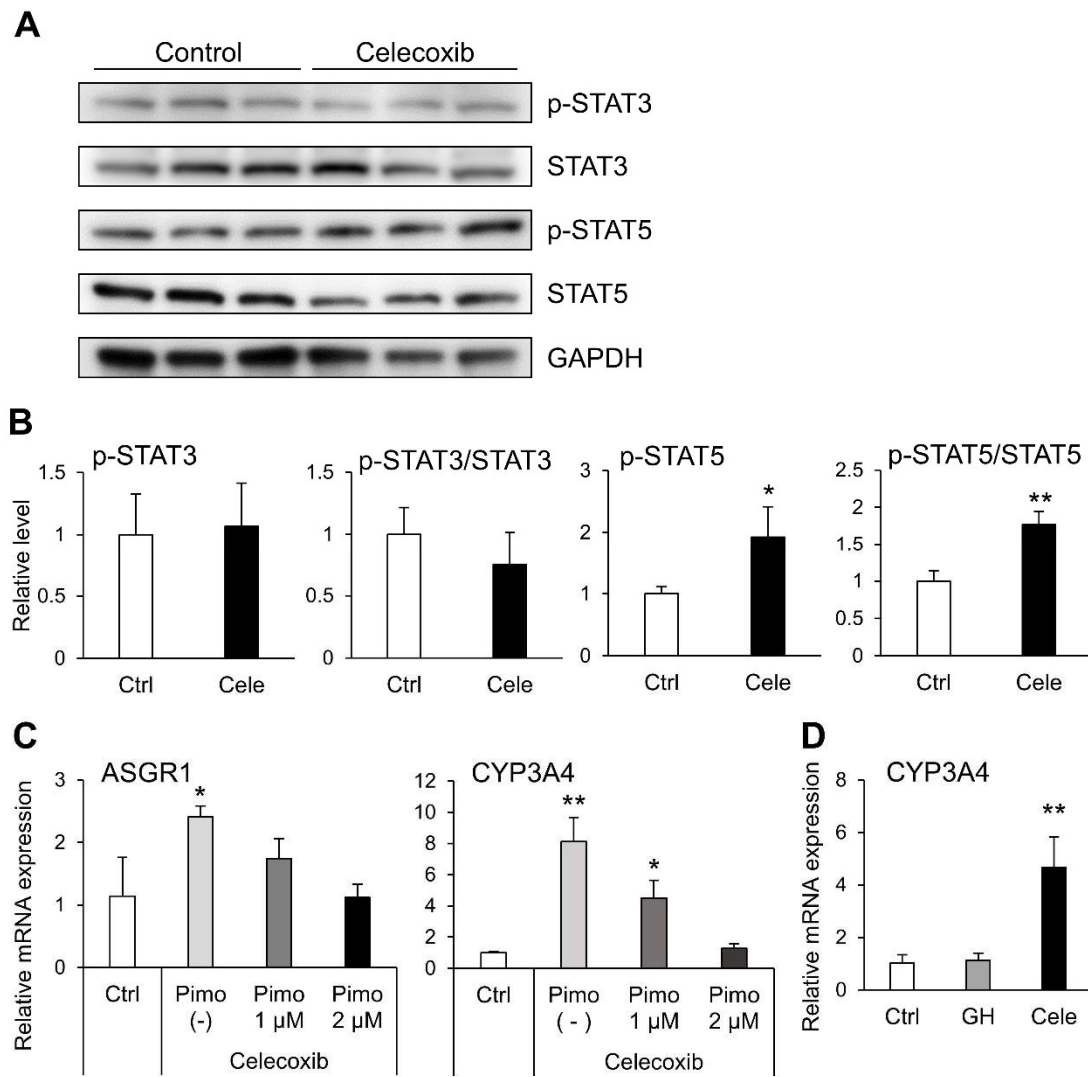 A
Control Celecoxib
p-STAT3
STAT3
p-STAT5
STAT5
GAPDH
B
p-STAT3
Relative level
1.5
1
0.5
0
Ctrl Cele
p-STAT3/STAT3
1.5
1
0.5
0
Ctrl Cele
p-STAT5
3
2
1
0
*
Ctrl Cele
p-STAT5/STAT5
2.5
2
1.5
1
0.5
0
**
Ctrl Cele
C
ASGR1
Relative mRNA expression
3
2
1
0
*
Ctrl Pimo Pimo Pimo
(-) 1 μM 2 μM
Celecoxib
CYP3A4
12
10
8
6
4
2
0
**
*
Ctrl Pimo Pimo Pimo
( - ) 1 μM 2 μM
Celecoxib
D
CYP3A4
Relative mRNA expression
8
6
4
2
0
**
Ctrl GH Cele